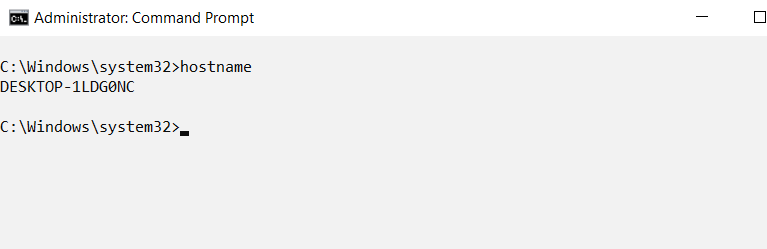 Administrator: Command Prompt
C:\Windows\system32>hostname
DESKTOP-1LDG0NC
C:\Windows\system32>